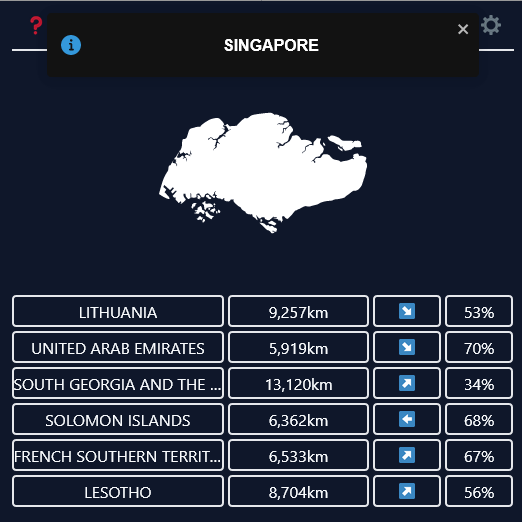 ?
SINGAPORE
LITHUANIA 9,257km 53%
UNITED ARAB EMIRATES 5,919km 70%
SOUTH GEORGIA AND THE ... 13,120km 34%
SOLOMON ISLANDS 6,362km 68%
FRENCH SOUTHERN TERRIT... 6,533km 67%
LESOTHO 8,704km 56%